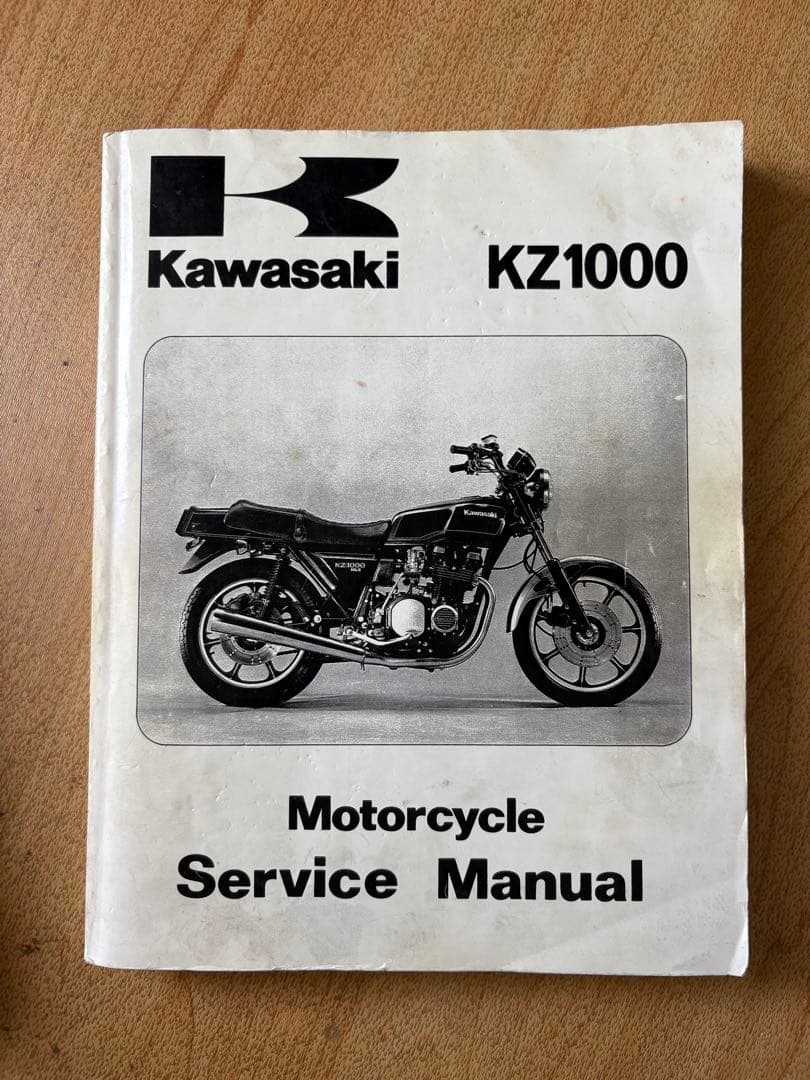 Kawasaki KZ1000
Kawasaki
KZ1000
Motorcycle
Service Manual